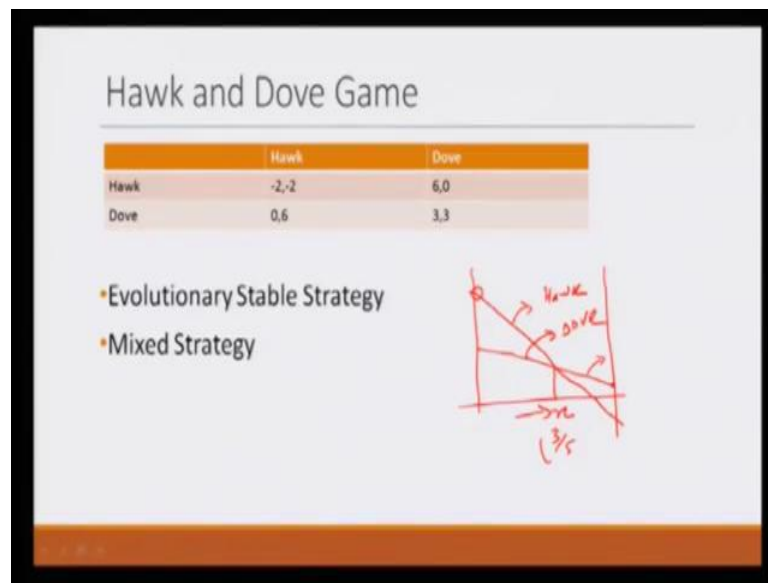 Hawk and Dove Game
Hawk Dove
Hawk -2,-2 6,0
Dove 0,6 3,3
•Evolutionary Stable Strategy
•Mixed Strategy
Hawk
Dove
3/5